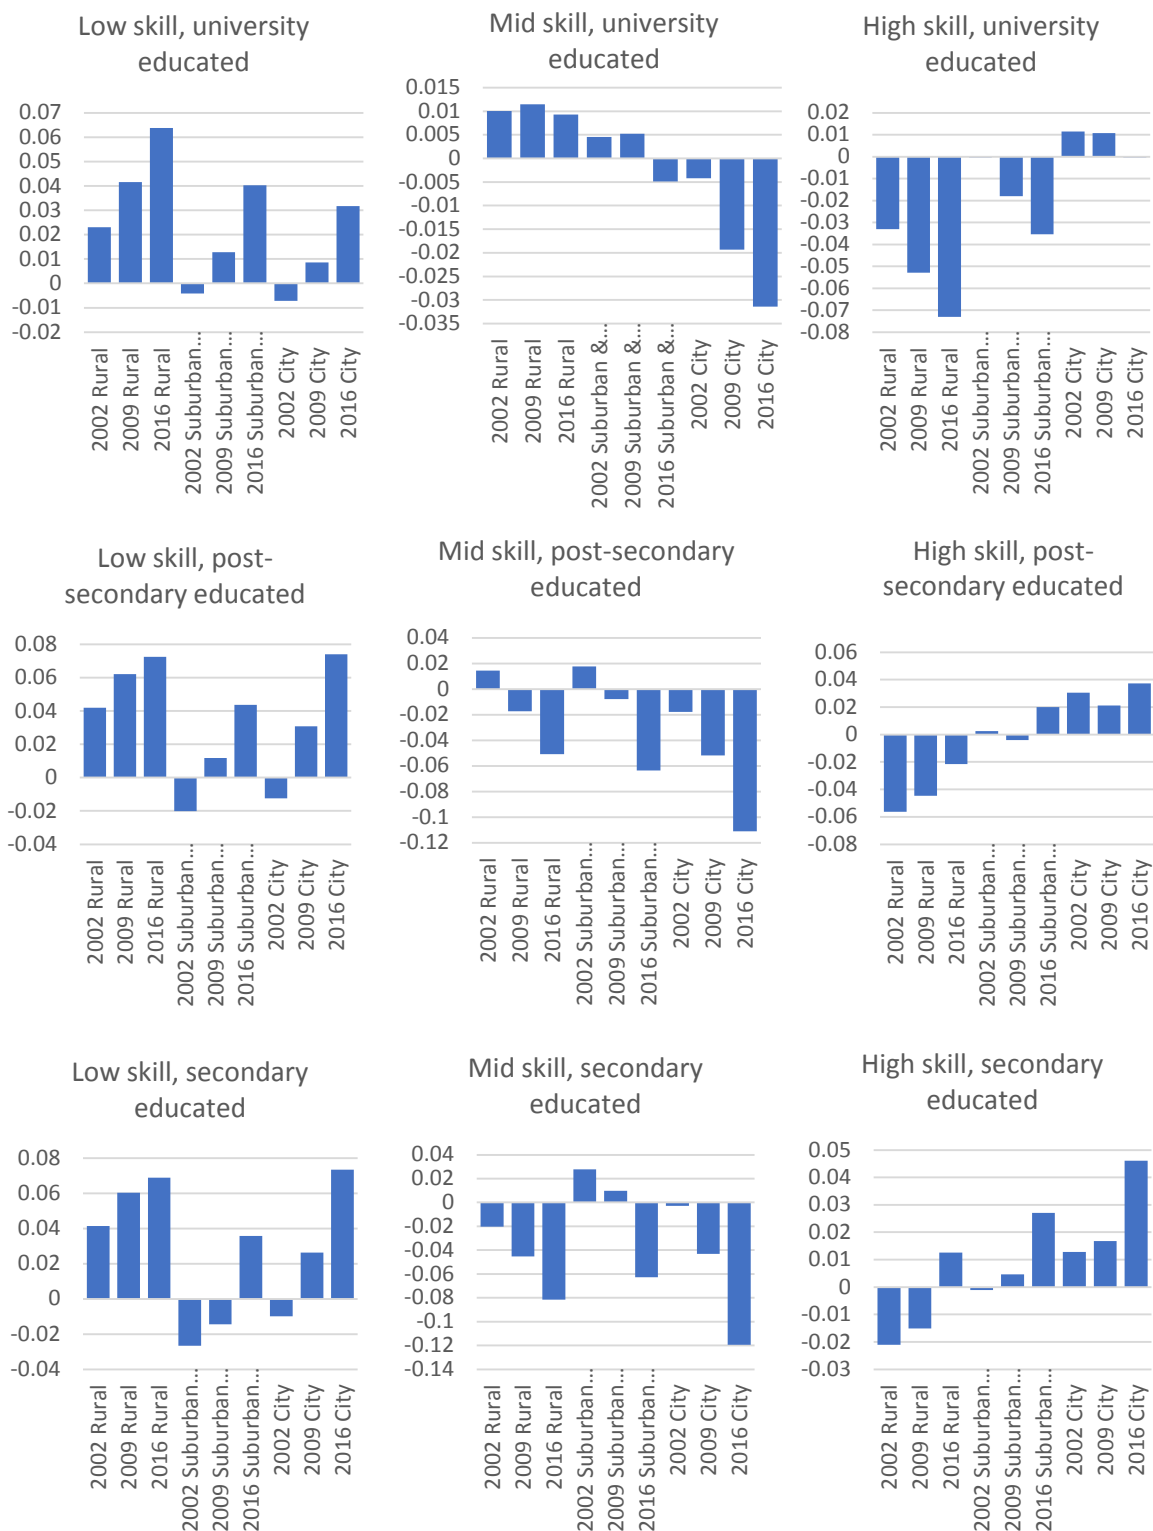 Low skill, university
educated
0.07
0.06
0.05
0.04
0.03
0.02
0.01
0
-0.01
-0.02
2002 Rural
2009 Rural
2016 Rural
2002 Suburban...
2009 Suburban...
2016 Suburban...
2002 City
2009 City
2016 City
Mid skill, university
educated
0.015
0.01
0.005
0
-0.005
-0.01
-0.015
-0.02
-0.025
-0.03
-0.035
2002 Rural
2009 Rural
2016 Rural
2002 Suburban &...
2009 Suburban &...
2016 Suburban &...
2002 City
2009 City
2016 City
High skill, university
educated
0.02
0.01
0
-0.01
-0.02
-0.03
-0.04
-0.05
-0.06
-0.07
-0.08
2002 Rural
2009 Rural
2016 Rural
2002 Suburban...
2009 Suburban...
2016 Suburban...
2002 City
2009 City
2016 City
Low skill, post-
secondary educated
0.08
0.06
0.04
0.02
0
-0.02
-0.04
2002 Rural
2009 Rural
2016 Rural
2002 Suburban...
2009 Suburban...
2016 Suburban...
2002 City
2009 City
2016 City
Mid skill, post-secondary
educated
0.04
0.02
0
-0.02
-0.04
-0.06
-0.08
-0.1
-0.12
2002 Rural
2009 Rural
2016 Rural
2002 Suburban...
2009 Suburban...
2016 Suburban...
2002 City
2009 City
2016 City
High skill, post-
secondary educated
0.06
0.04
0.02
0
-0.02
-0.04
-0.06
-0.08
2002 Rural
2009 Rural
2016 Rural
2002 Suburban...
2009 Suburban...
2016 Suburban...
2002 City
2009 City
2016 City
Low skill, secondary
educated
0.08
0.06
0.04
0.02
0
-0.02
-0.04
2002 Rural
2009 Rural
2016 Rural
2002 Suburban...
2009 Suburban...
2016 Suburban...
2002 City
2009 City
2016 City
Mid skill, secondary
educated
0.04
0.02
0
-0.02
-0.04
-0.06
-0.08
-0.1
-0.12
-0.14
2002 Rural
2009 Rural
2016 Rural
2002 Suburban...
2009 Suburban...
2016 Suburban...
2002 City
2009 City
2016 City
High skill, secondary
educated
0.05
0.04
0.03
0.02
0.01
0
-0.01
-0.02
-0.03
2002 Rural
2009 Rural
2016 Rural
2002 Suburban...
2009 Suburban...
2016 Suburban...
2002 City
2009 City
2016 City